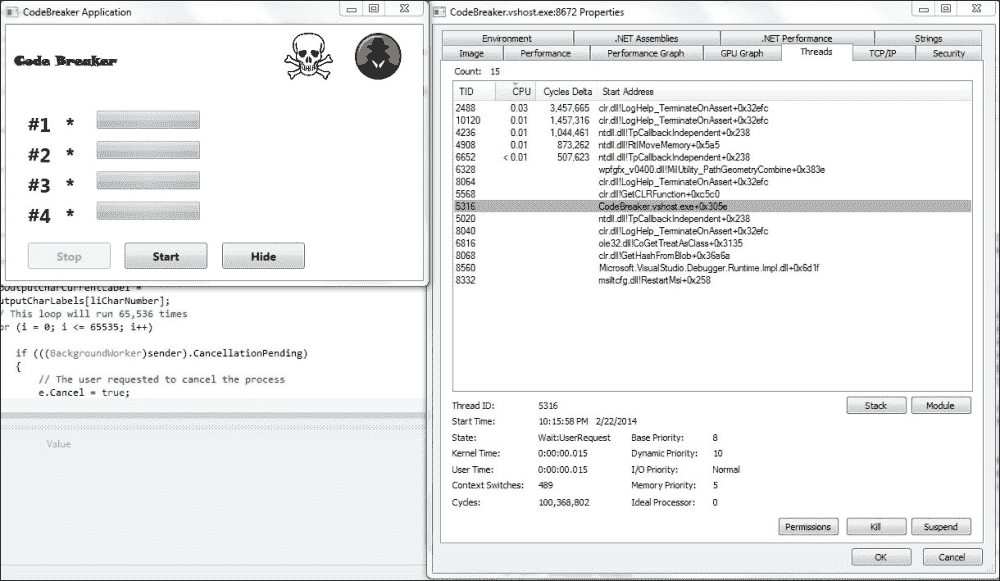 CodeBreaker Application
Code Breaker
#1 *
#2 *
#3 *
#4 *
Stop Start Hide
utputCharLabels[liCharNumber];
/ This loop will run 65,536 times
or (i = 0; i <= 65535; i++)
if (((BackgroundWorker)sender).CancellationPending)
{
// The user requested to cancel the process
e.Cancel = true;
Value
CodeBreaker.vshost.exe:8672 Properties
Environment .NET Assemblies .NET Performance Strings
Image Performance Performance Graph GPU Graph Threads TCP/IP Security
Count: 15
TID CPU Cycles Delta Start Address
2488 0.03 3,457,665 clr.dll!LogHelp_TerminateOnAssert+0x32efc
10120 0.01 1,457,316 clr.dll!LogHelp_TerminateOnAssert+0x32efc
4236 0.01 1,044,461 ntdll.dll!TpCallbackIndependent+0x238
4908 0.01 873,262 ntdll.dll!RtlMoveMemory+0x5a5
6652 < 0.01 507,623 ntdll.dll!TpCallbackIndependent+0x238
6328 wpfgfx_v0400.dll!MilUtility_PathGeometryCombine+0x383e
8064 clr.dll!LogHelp_TerminateOnAssert+0x32efc
5568 clr.dll!GetCLRFunction+0xc5c0
5316 CodeBreaker.vshost.exe+0x305e
5020 ntdll.dll!TpCallbackIndependent+0x238
8040 clr.dll!LogHelp_TerminateOnAssert+0x32efc
6816 ole32.dll!CoGetTreatAsClass+0x3135
8068 clr.dll!GetHashFromBlob+0x36a6a
8560 Microsoft.VisualStudio.Debugger.Runtime.Impl.dll+0x6d1f
8332 msiltcfg.dll!RestartMsi+0x258
Thread ID: 5316 Stack Module
Start Time: 10:15:58 PM 2/22/2014
State: Wait:UserRequest Base Priority: 8
Kernel Time: 0:00:00.015 Dynamic Priority: 10
User Time: 0:00:00.015 I/O Priority: Normal
Context Switches: 489 Memory Priority: 5
Cycles: 100,368,802 Ideal Processor: 0
Permissions Kill Suspend
OK Cancel